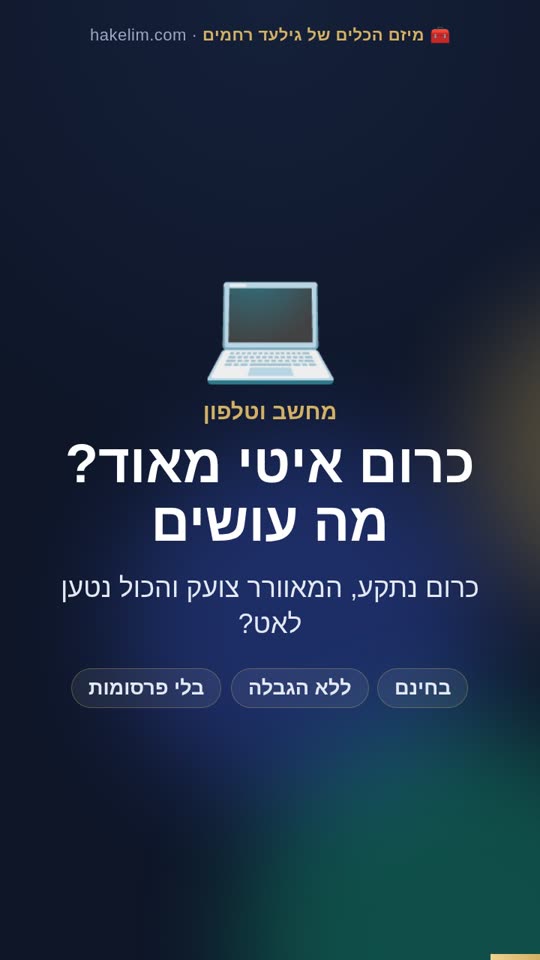 🧰 מיזם הכלים של גילעד רחמים · hakelim.com
מחשב וטלפון
כרום איטי מאוד?
מה עושים
כרום נתקע, המאוורר צועק והכול נטען
לאט?
בחינם
ללא הגבלה
בלי פרסומות